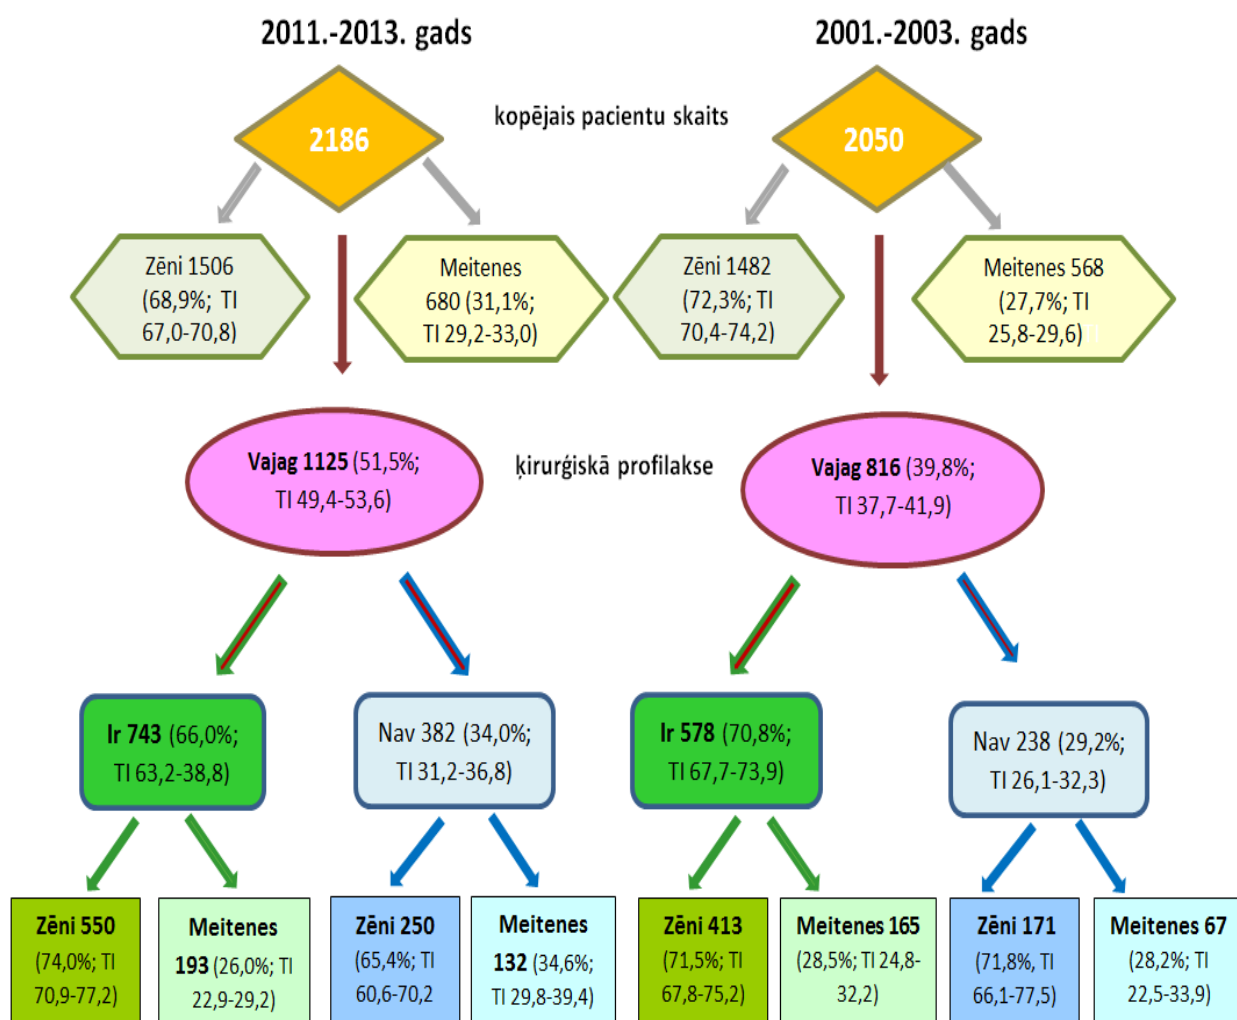 2011.-2013. gads
2001.-2003. gads
kopējais pacientu skaits
2186
2050
Zēni 1506
(68,9%; TI
67,0-70,8)
Meitenes
680 (31,1%;
TI 29,2-33,0)
Zēni 1482
(72,3%; TI
70,4-74,2)
Meitenes 568
(27,7%; TI
25,8-29,6)
Vajag 1125 (51,5%;
TI 49,4-53,6)
ķirurģiskā profilakse
Vajag 816 (39,8%;
TI 37,7-41,9)
Ir 743 (66,0%;
TI 63,2-38,8)
Nav 382 (34,0%;
TI 31,2-36,8)
Ir 578 (70,8%;
TI 67,7-73,9)
Nav 238 (29,2%;
TI 26,1-32,3)
Zēni 550
(74,0%; TI
70,9-77,2)
Meitenes
193 (26,0%; TI
22,9-29,2)
Zēni 250
(65,4%; TI
60,6-70,2
Meitenes
132 (34,6%;
TI 29,8-39,4)
Zēni 413
(71,5%; TI
67,8-75,2)
Meitenes 165
(28,5%; TI 24,8-
32,2)
Zēni 171
(71,8%, TI
66,1-77,5)
Meitenes 67
(28,2%; TI
22,5-33,9)